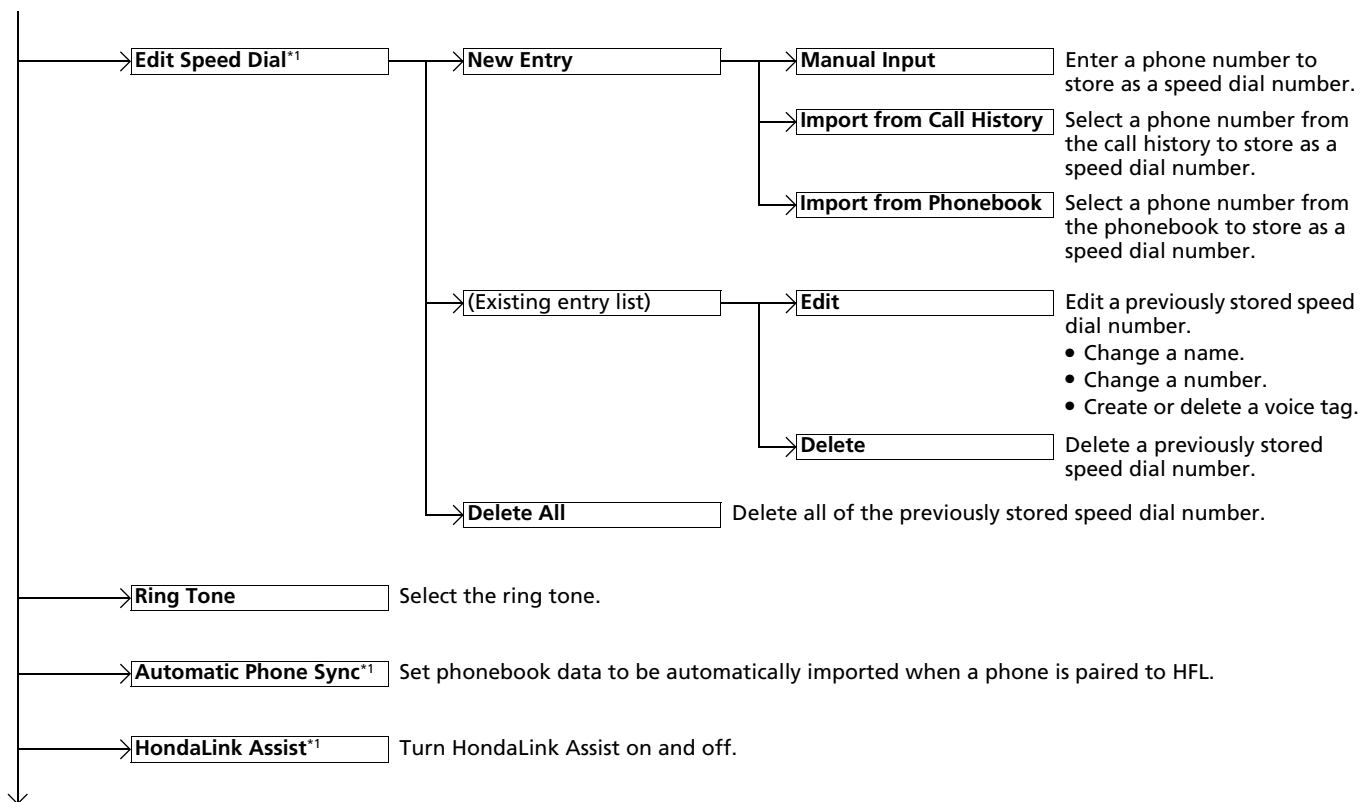 Edit Speed Dial*1
New Entry
Manual Input
Enter a phone number to
store as a speed dial number.
Import from Call History
Select a phone number from
the call history to store as a
speed dial number.
Import from Phonebook
Select a phone number from
the phonebook to store as a
speed dial number.
(Existing entry list)
Edit
Edit a previously stored speed
dial number.
• Change a name.
• Change a number.
• Create or delete a voice tag.
Delete
Delete a previously stored
speed dial number.
Delete All
Delete all of the previously stored speed dial number.
Ring Tone
Select the ring tone.
Automatic Phone Sync*1
Set phonebook data to be automatically imported when a phone is paired to HFL.
HondaLink Assist*1
Turn HondaLink Assist on and off.